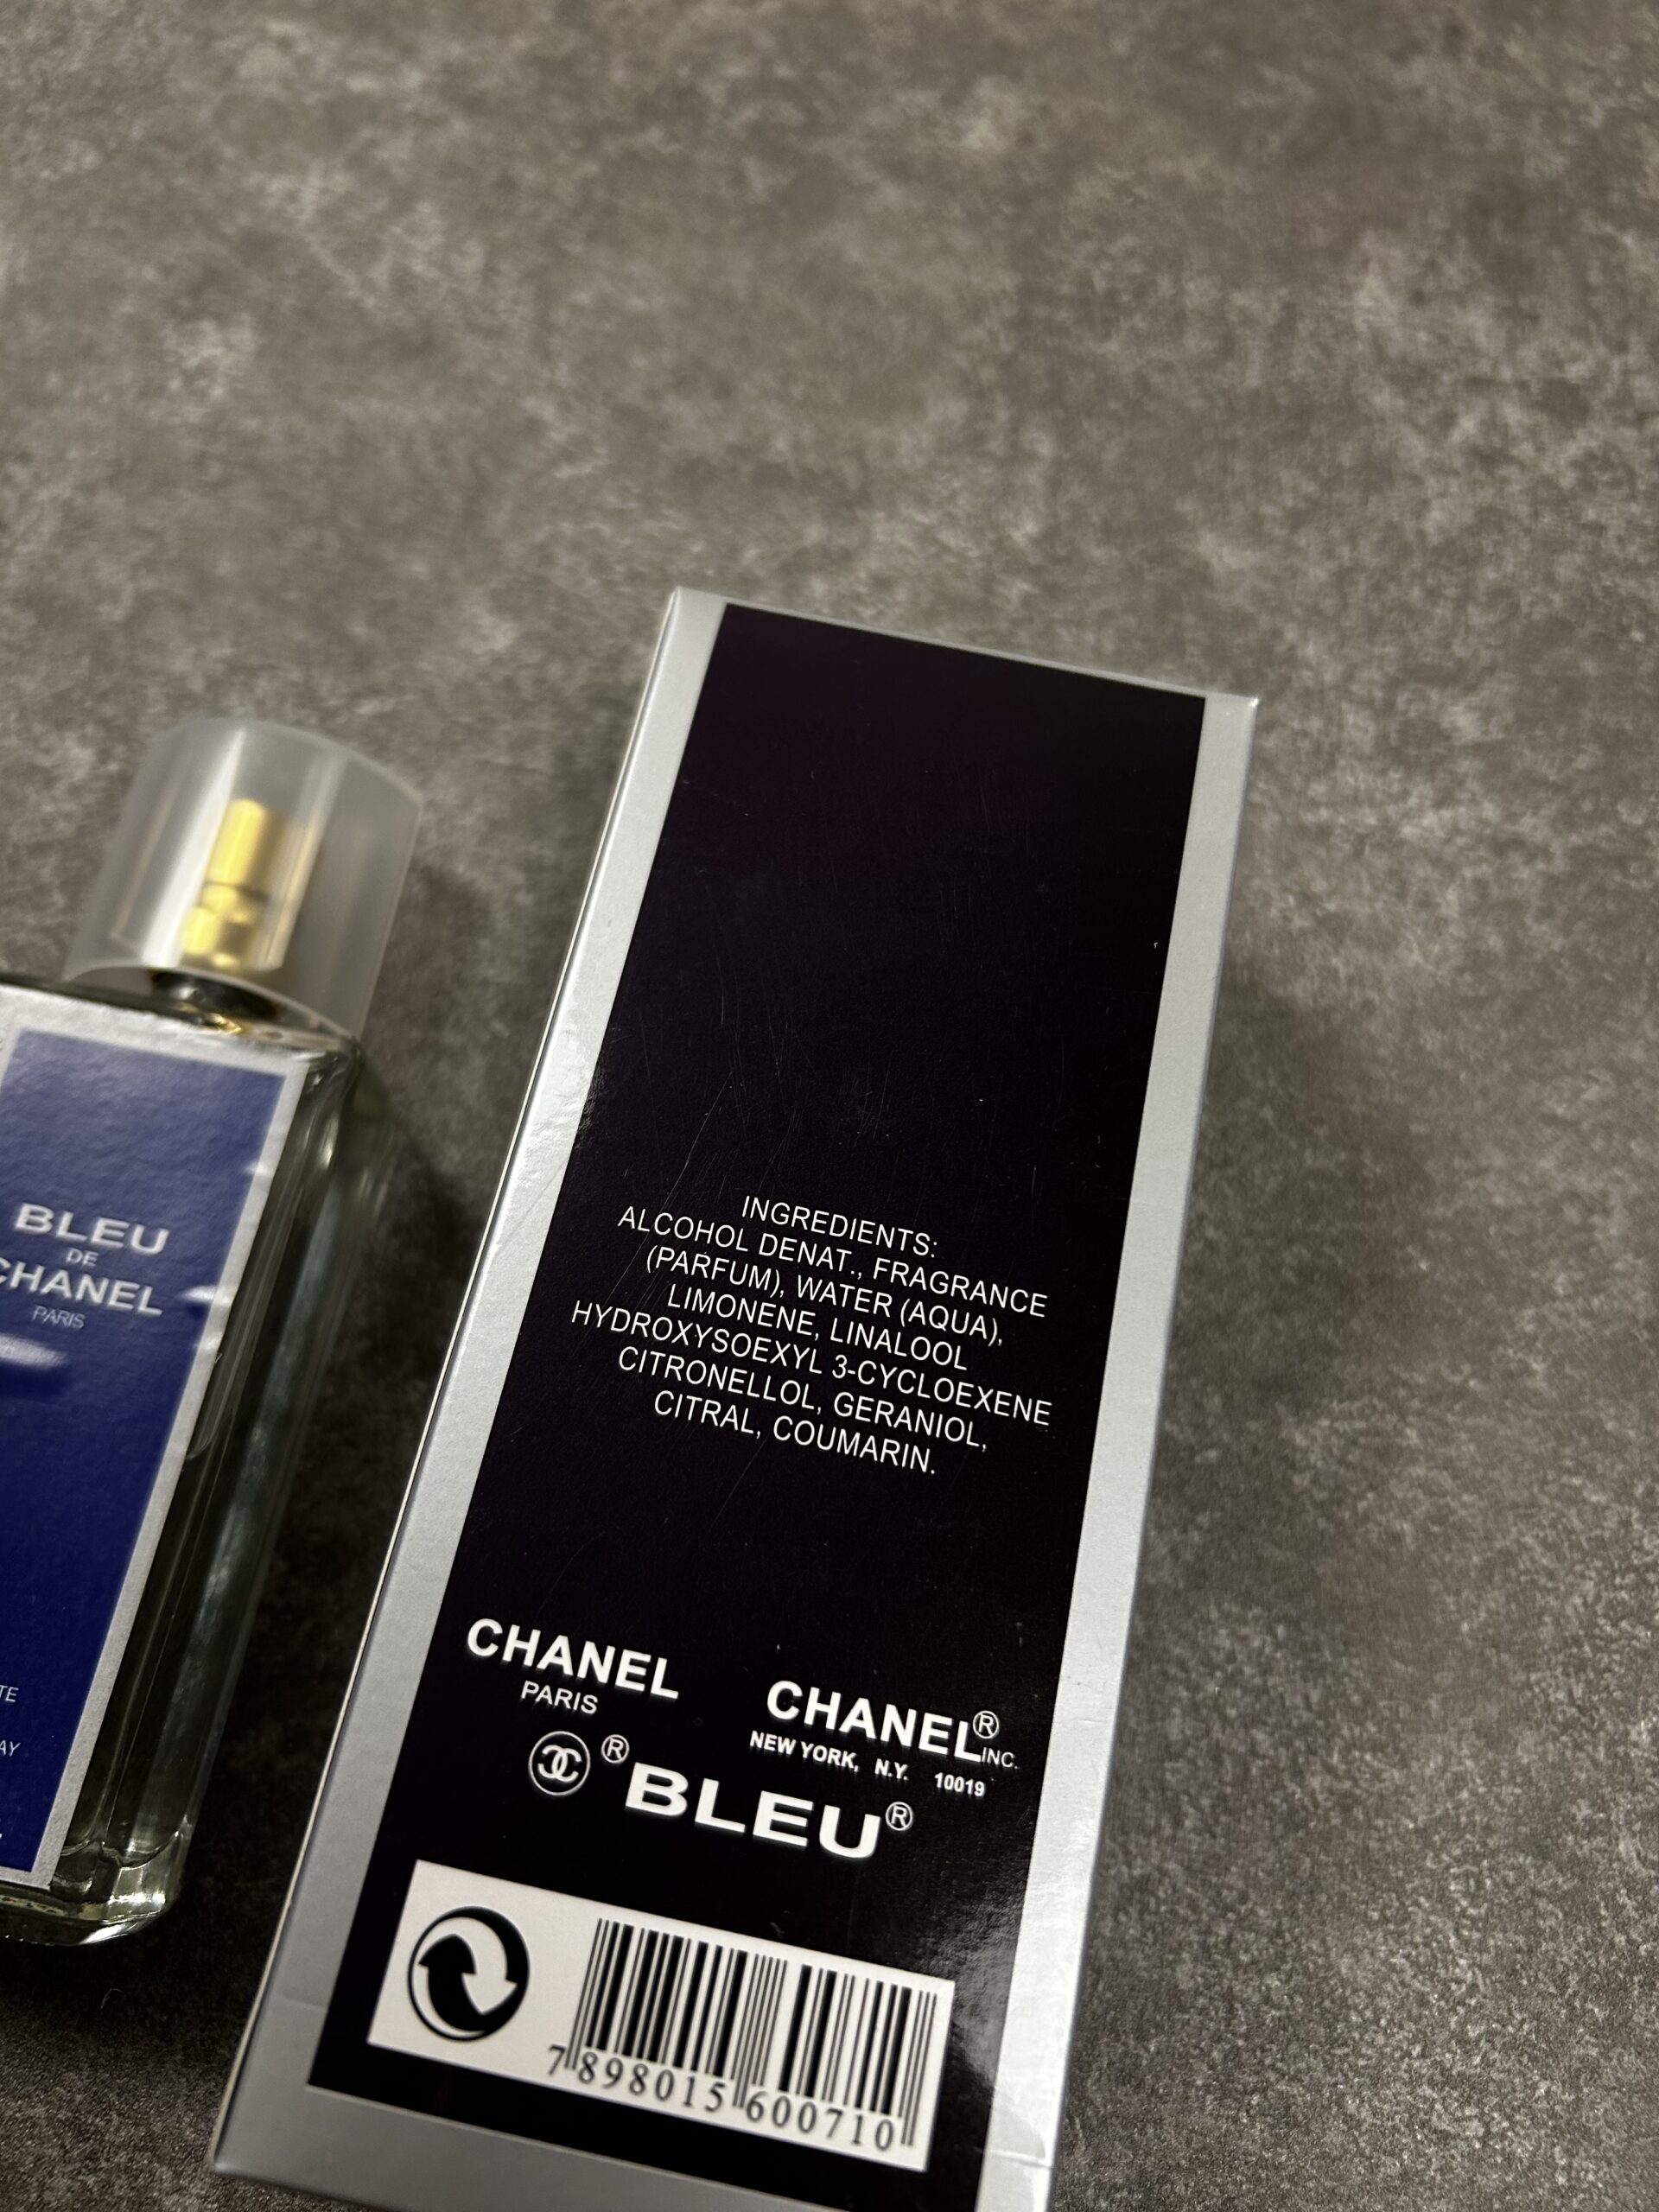 BLEU
DE
CHANEL
PARIS
INGREDIENTS:
ALCOHOL DENAT., FRAGRANCE
(PARFUM), WATER (AQUA),
LIMONENE, LINALOOL
HYDROXYSOEXYL 3-CYCLOEXENE
CITRONELLOL, GERANIOL,
CITRAL, COUMARIN.
CHANEL
PARIS
CHANEL® INC.
NEW YORK, N.Y. 10019
® BLEU®
7 898015 600710